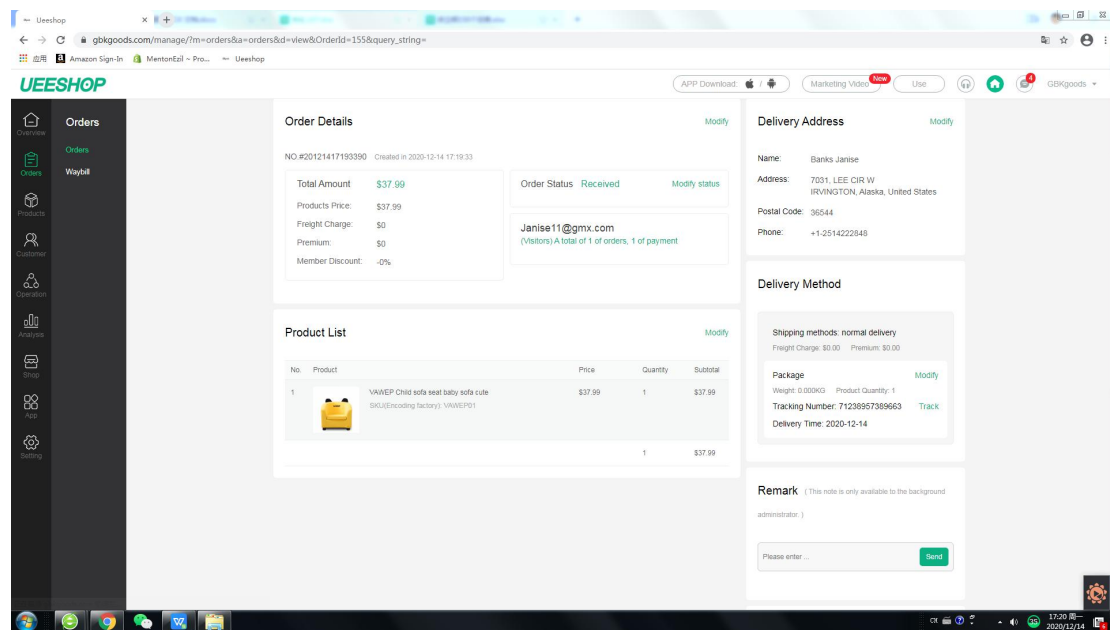 Ueeshop
gbkgoods.com/manage/?m=orders&a=orders&d=view&OrderId=155&query_string=
应用
Amazon Sign-In
MentonEzil ~ Pro...
Ueeshop
UEESHOP
APP Download: /
Marketing Video
New
Use
4
GBKgoods
Overview
Orders
Products
Customer
Operation
Analysis
Shop
App
Setting
Orders
Orders
Waybill
Order Details
Modify
NO.#20121417193390 Created in 2020-12-14 17:19:33
Total Amount $37.99
Products Price: $37.99
Freight Charge: $0
Premium: $0
Member Discount: -0%
Order Status Received
Modify status
Janise11@gmx.com
(Visitors) A total of 1 of orders, 1 of payment
Product List
Modify
No. Product Price Quantity Subtotal
1 VAWEP Child sofa seat baby sofa cute $37.99 1 $37.99
SKU(Encoding factory): VAWEP01
1 $37.99
Delivery Address
Modify
Name: Banks Janise
Address: 7031, LEE CIR W
IRVINGTON, Alaska, United States
Postal Code: 36544
Phone: +1-2514222848
Delivery Method
Shipping methods: normal delivery
Freight Charge: $0.00 Premium: $0.00
Package Modify
Weight: 0.000KG Product Quantity: 1
Tracking Number: 71238957389663 Track
Delivery Time: 2020-12-14
Remark ( This note is only available to the background
administrator. )
Please enter ...
Send
CH
17:20 周一
2020/12/14